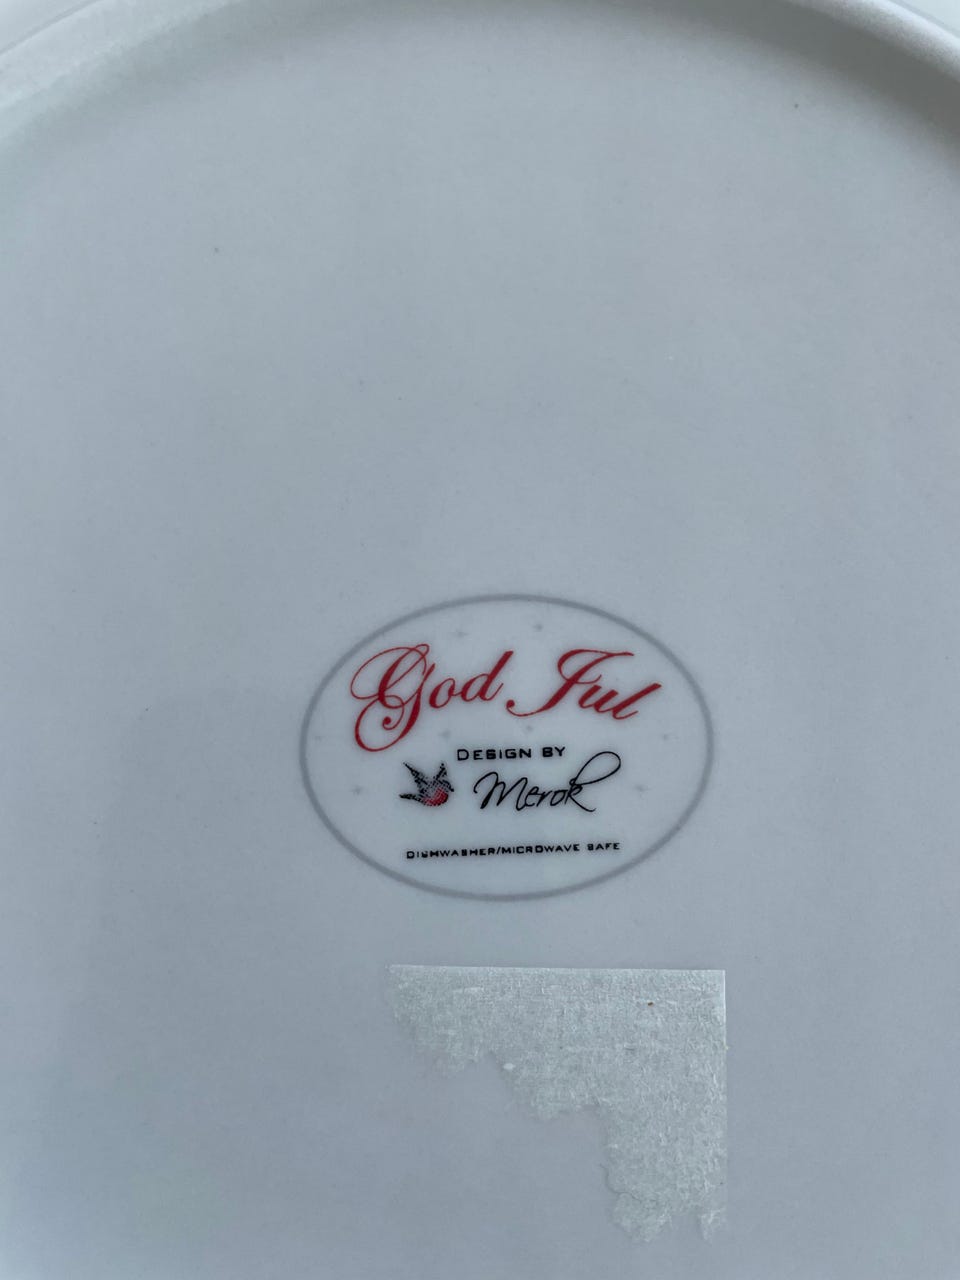 God Jul
DESIGN BY
Merok
DISHWASHER/MICROWAVE SAFE